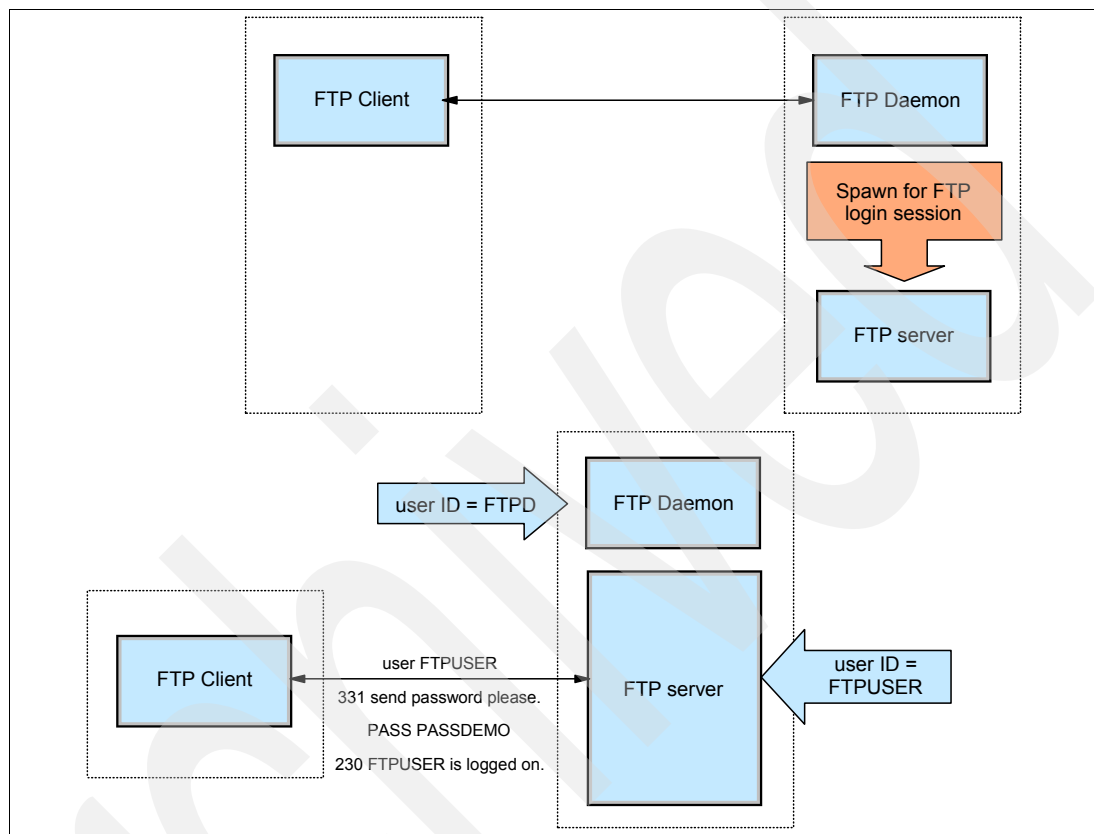 FTP Client
FTP Daemon
Spawn for FTP
login session
FTP server
user ID = FTPD
FTP Daemon
FTP Client
user FTPUSER
331 send password please.
PASS PASSDEMO
230 FTPUSER is logged on.
FTP server
user ID =
FTPUSER